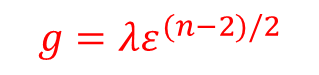 g = λε^{(n−2)/2}